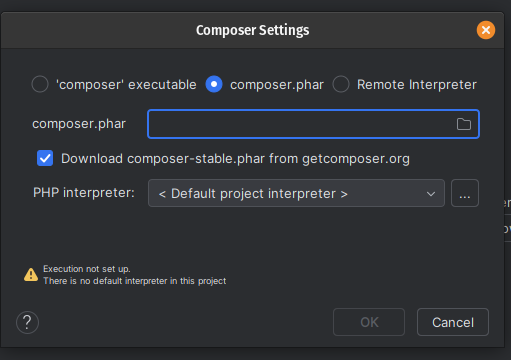 Composer Settings
'composer' executable composer.phar Remote Interpreter
composer.phar
Download composer-stable.phar from getcomposer.org
PHP interpreter: < Default project interpreter > ...
Execution not set up.
There is no default interpreter in this project
? OK Cancel